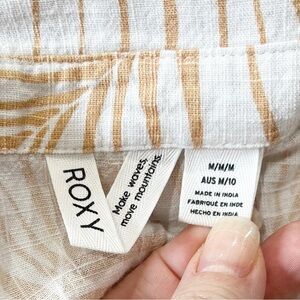 ROXY
Make waves,
move mountains.
M/M/M
AUS M/10
MADE IN INDIA
FABRIQUÉ EN INDE
HECHO EN INDIA